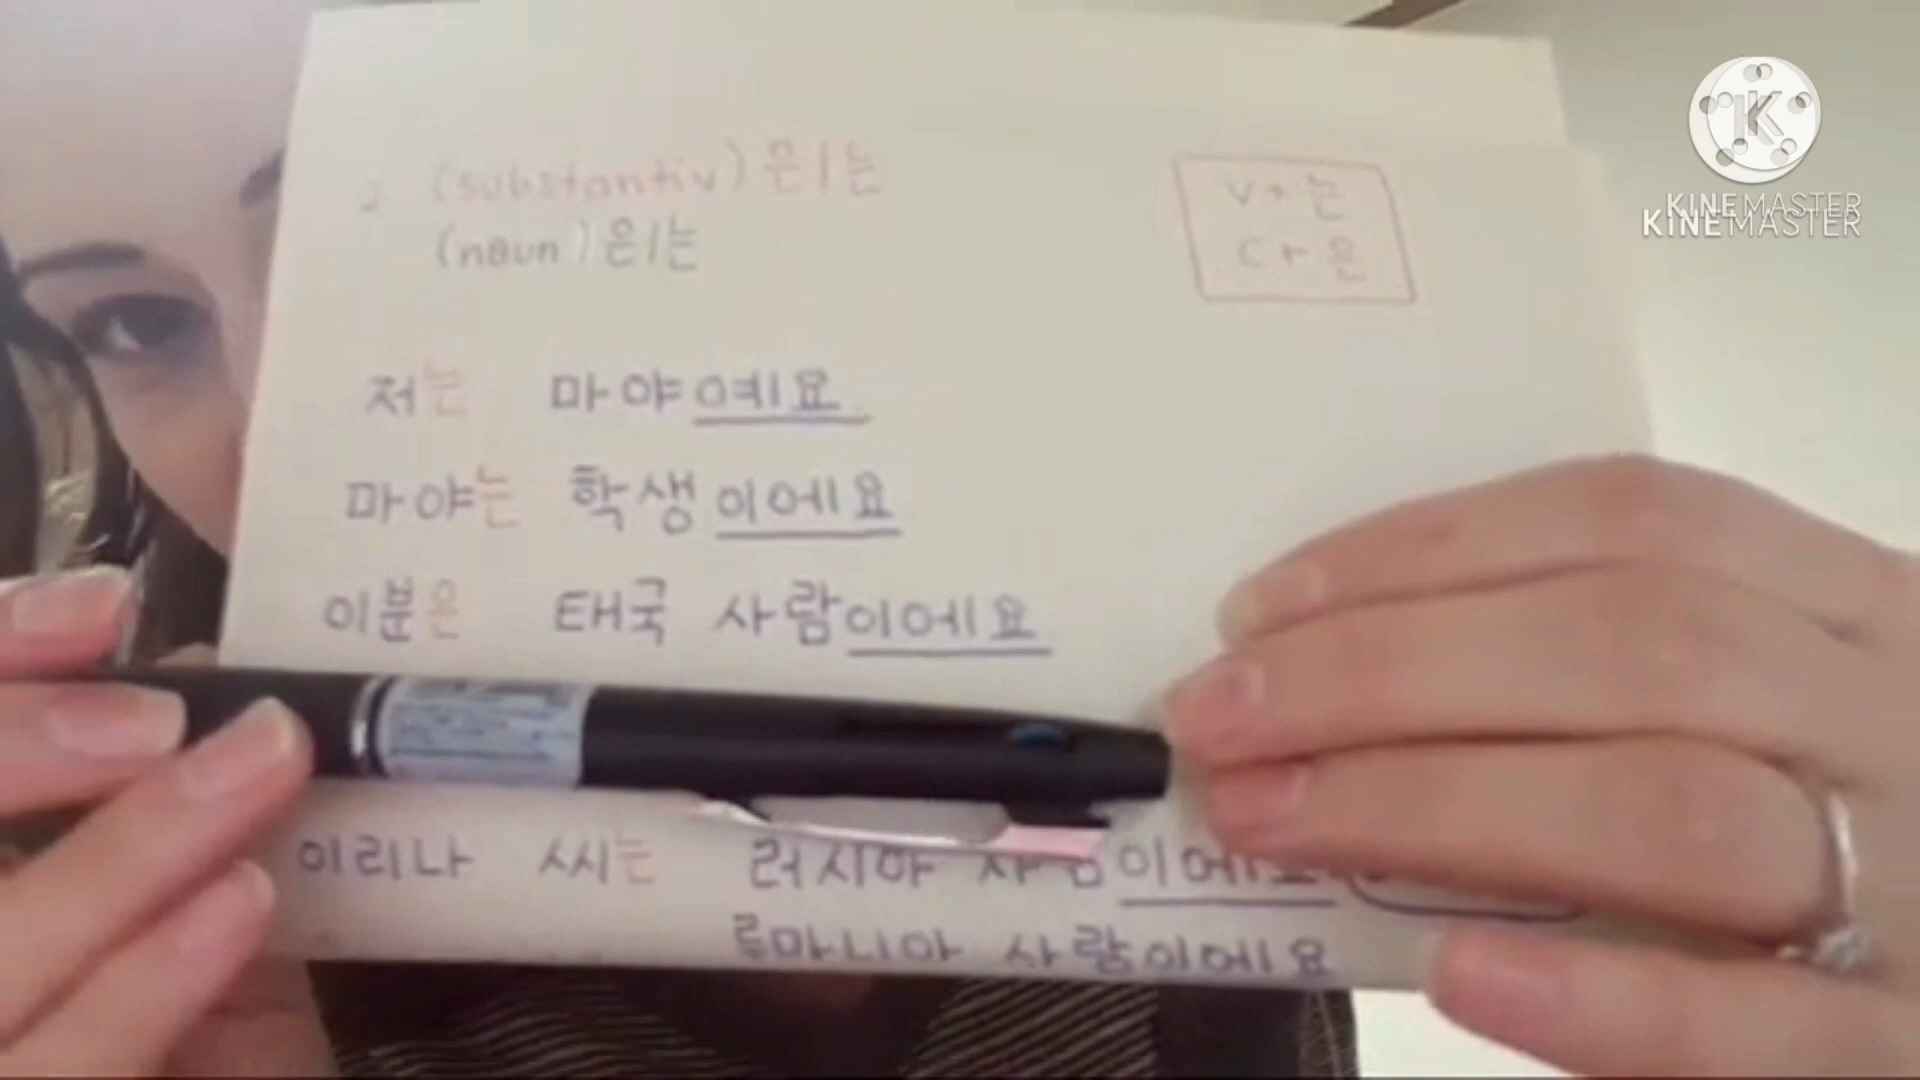 2. (substantiv) 은/는
(noun) 은/는
V+ 는
C+ 은
저는 마야예요.
마야는 학생이에요
이분은 태국 사람이에요.
이리나 씨는 러시아 사람이에요
루마니아 사람이에요
KINEMASTER
KINEMASTER